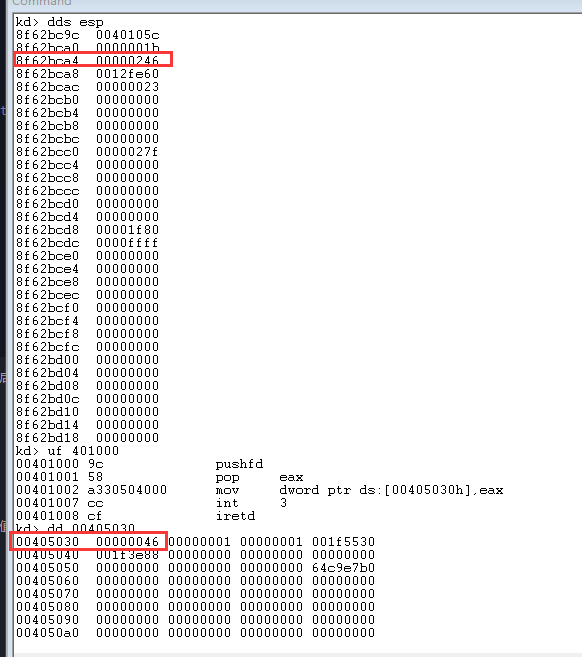 Command
kd> dds esp
8f62bc9c  0040105c
8f62bca0  0000001b
8f62bca4  00000246
8f62bca8  0012fe60
8f62bcac  00000023
8f62bcb0  00000000
8f62bcb4  00000000
8f62bcb8  00000000
8f62bcbc  00000000
8f62bcc0  0000027f
8f62bcc4  00000000
8f62bcc8  00000000
8f62bccc  00000000
8f62bcd0  00000000
8f62bcd4  00000000
8f62bcd8  00001f80
8f62bcdc  0000ffff
8f62bce0  00000000
8f62bce4  00000000
8f62bce8  00000000
8f62bcec  00000000
8f62bcf0  00000000
8f62bcf4  00000000
8f62bcf8  00000000
8f62bcfc  00000000
8f62bd00  00000000
8f62bd04  00000000
8f62bd08  00000000
8f62bd0c  00000000
8f62bd10  00000000
8f62bd14  00000000
8f62bd18  00000000
kd> uf 401000
00401000 9c              pushfd
00401001 58              pop     eax
00401002 a330504000      mov     dword ptr ds:[00405030h],eax
00401007 cc              int     3
00401008 cf              iretd
kd> dd 00405030
00405030  00000046 00000001 00000001 001f5530
00405040  001f3e88 00000000 00000000 00000000
00405050  00000000 00000000 00000000 64c9e7b0
00405060  00000000 00000000 00000000 00000000
00405070  00000000 00000000 00000000 00000000
00405080  00000000 00000000 00000000 00000000
00405090  00000000 00000000 00000000 00000000
004050a0  00000000 00000000 00000000 00000000